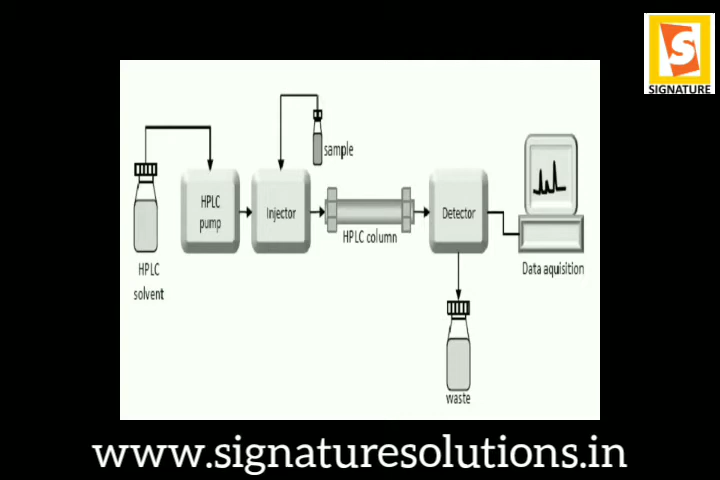 SIGNATURE
sample
HPLC
pump
Injector
HPLC column
Detector
HPLC
solvent
Data aquisition
waste
www.signaturesolutions.in